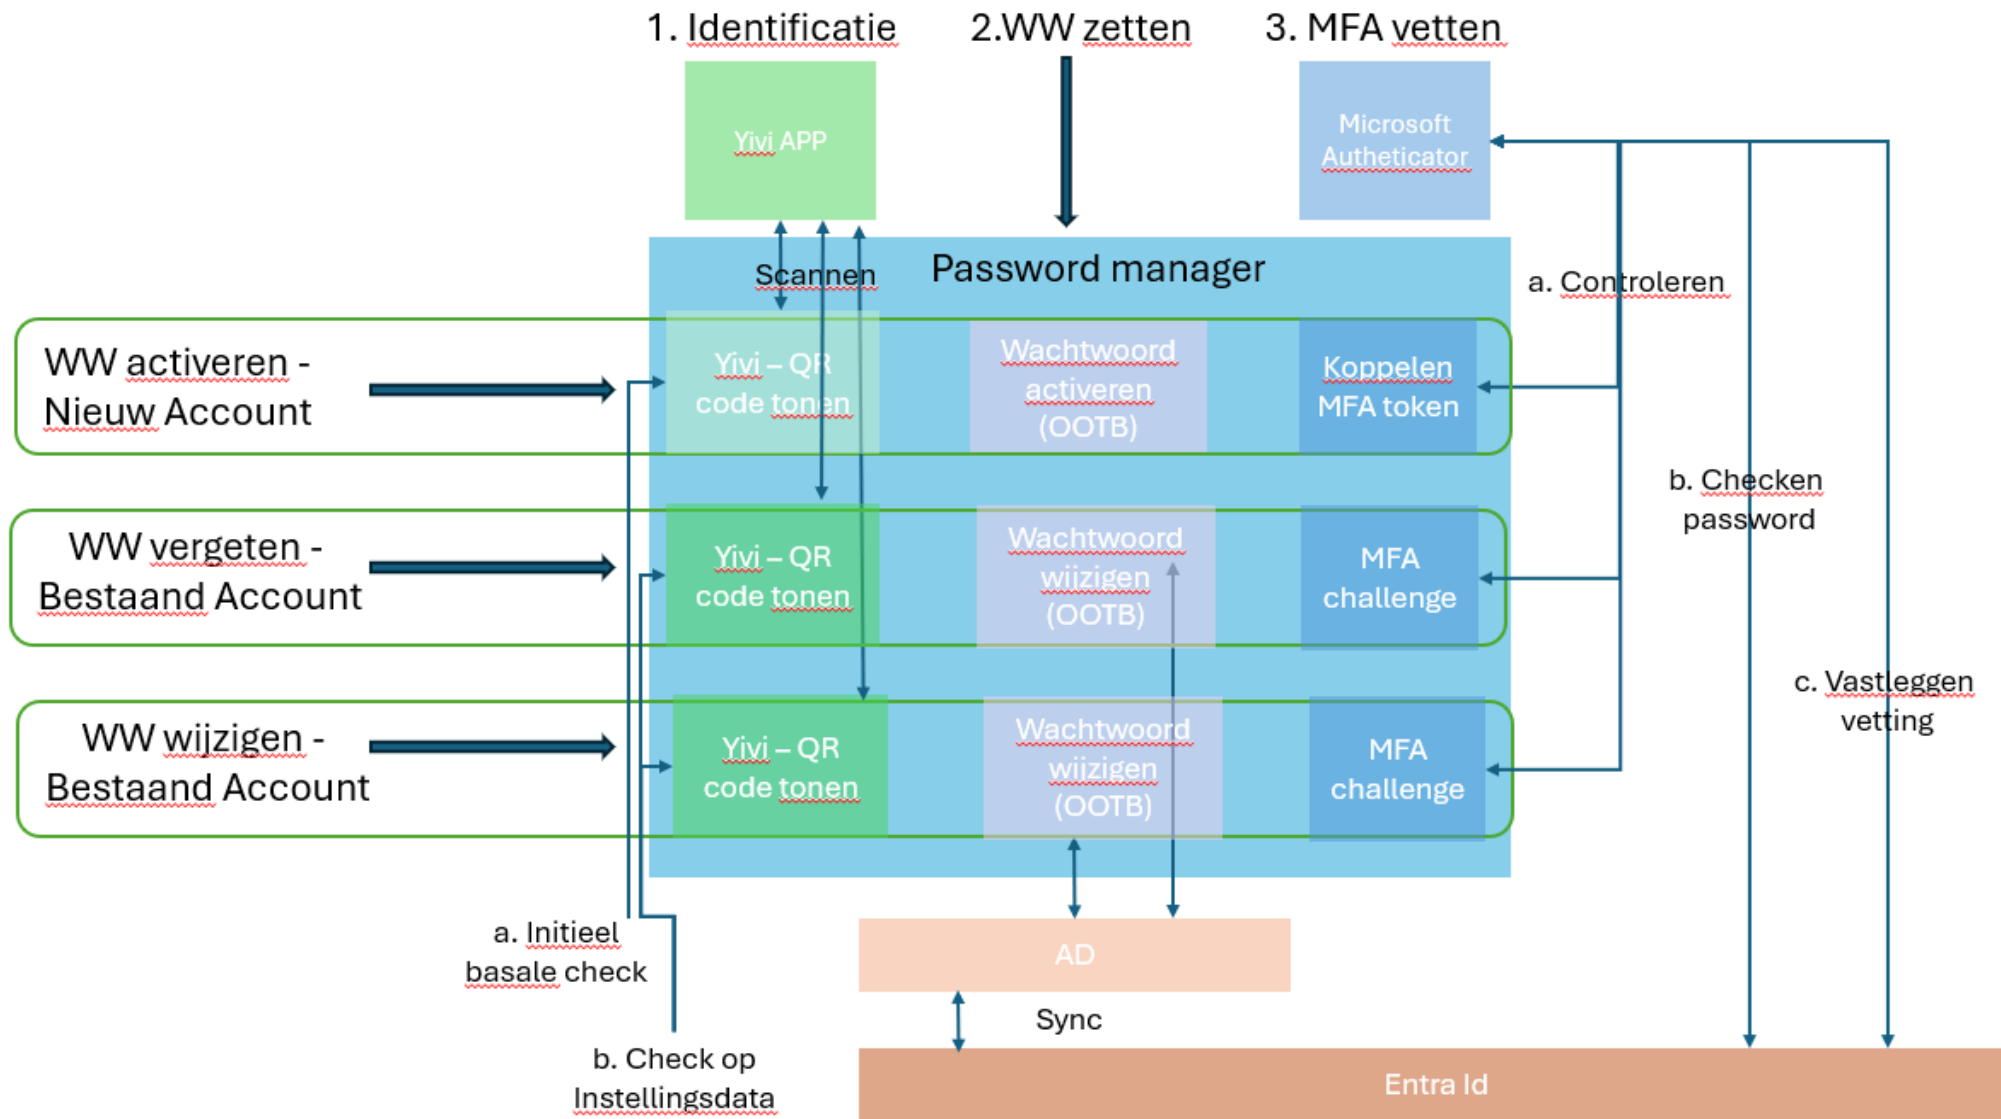 1. Identificatie
2.WW zetten
3. MFA vetten
Yivi APP
Microsoft
Autheticator
Scannen
Password manager
a. Controleren
WW activeren -
Nieuw Account
Yivi – QR
code tonen
Wachtwoord
activeren
(OOTB)
Koppelen
MFA token
b. Checken
password
WW vergeten -
Bestaand Account
Yivi – QR
code tonen
Wachtwoord
wijzigen
(OOTB)
MFA
challenge
c. Vastleggen
vetting
WW wijzigen -
Bestaand Account
Yivi – QR
code tonen
Wachtwoord
wijzigen
(OOTB)
MFA
challenge
a. Initieel
basale check
AD
Sync
b. Check op
Instellingsdata
Entra Id